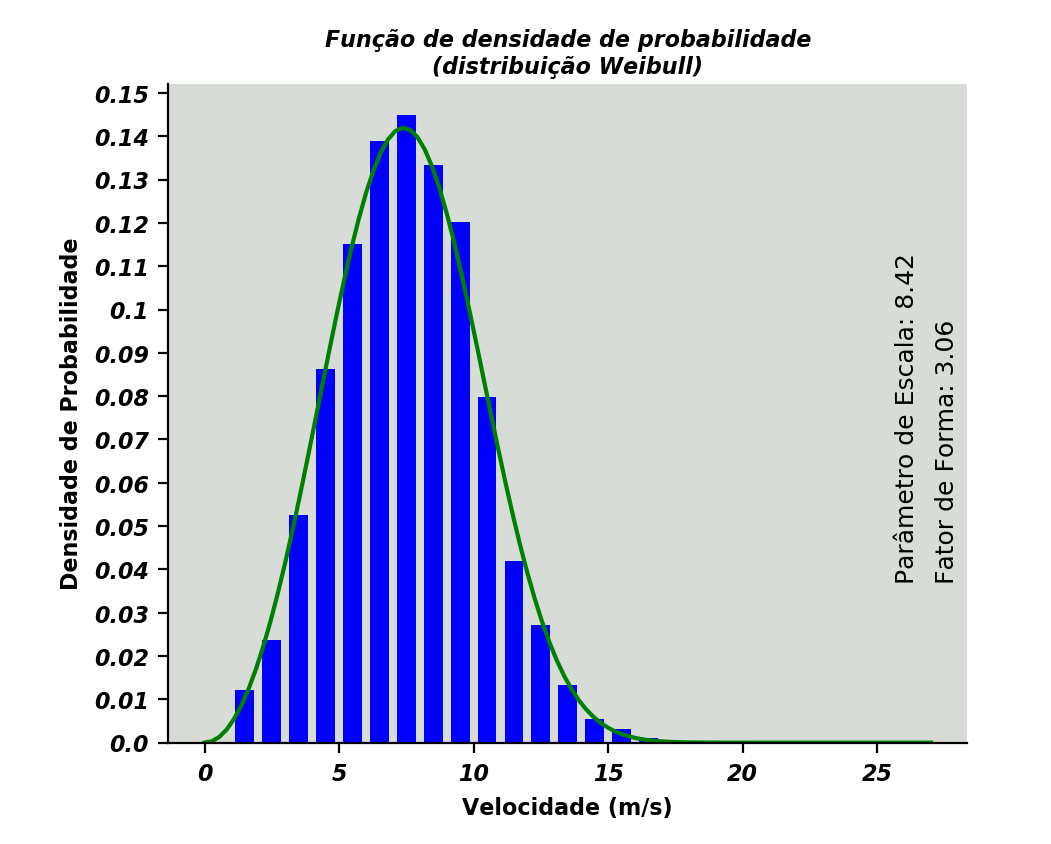 Função de densidade de probabilidade
(distribuição Weibull)
0.15
0.14
0.13
0.12
0.11
0.1
0.09
0.08
0.07
0.06
0.05
0.04
0.03
0.02
0.01
0.0
Densidade de Probabilidade
0 5 10 15 20 25
Velocidade (m/s)
Parâmetro de Escala: 8.42
Fator de Forma: 3.06